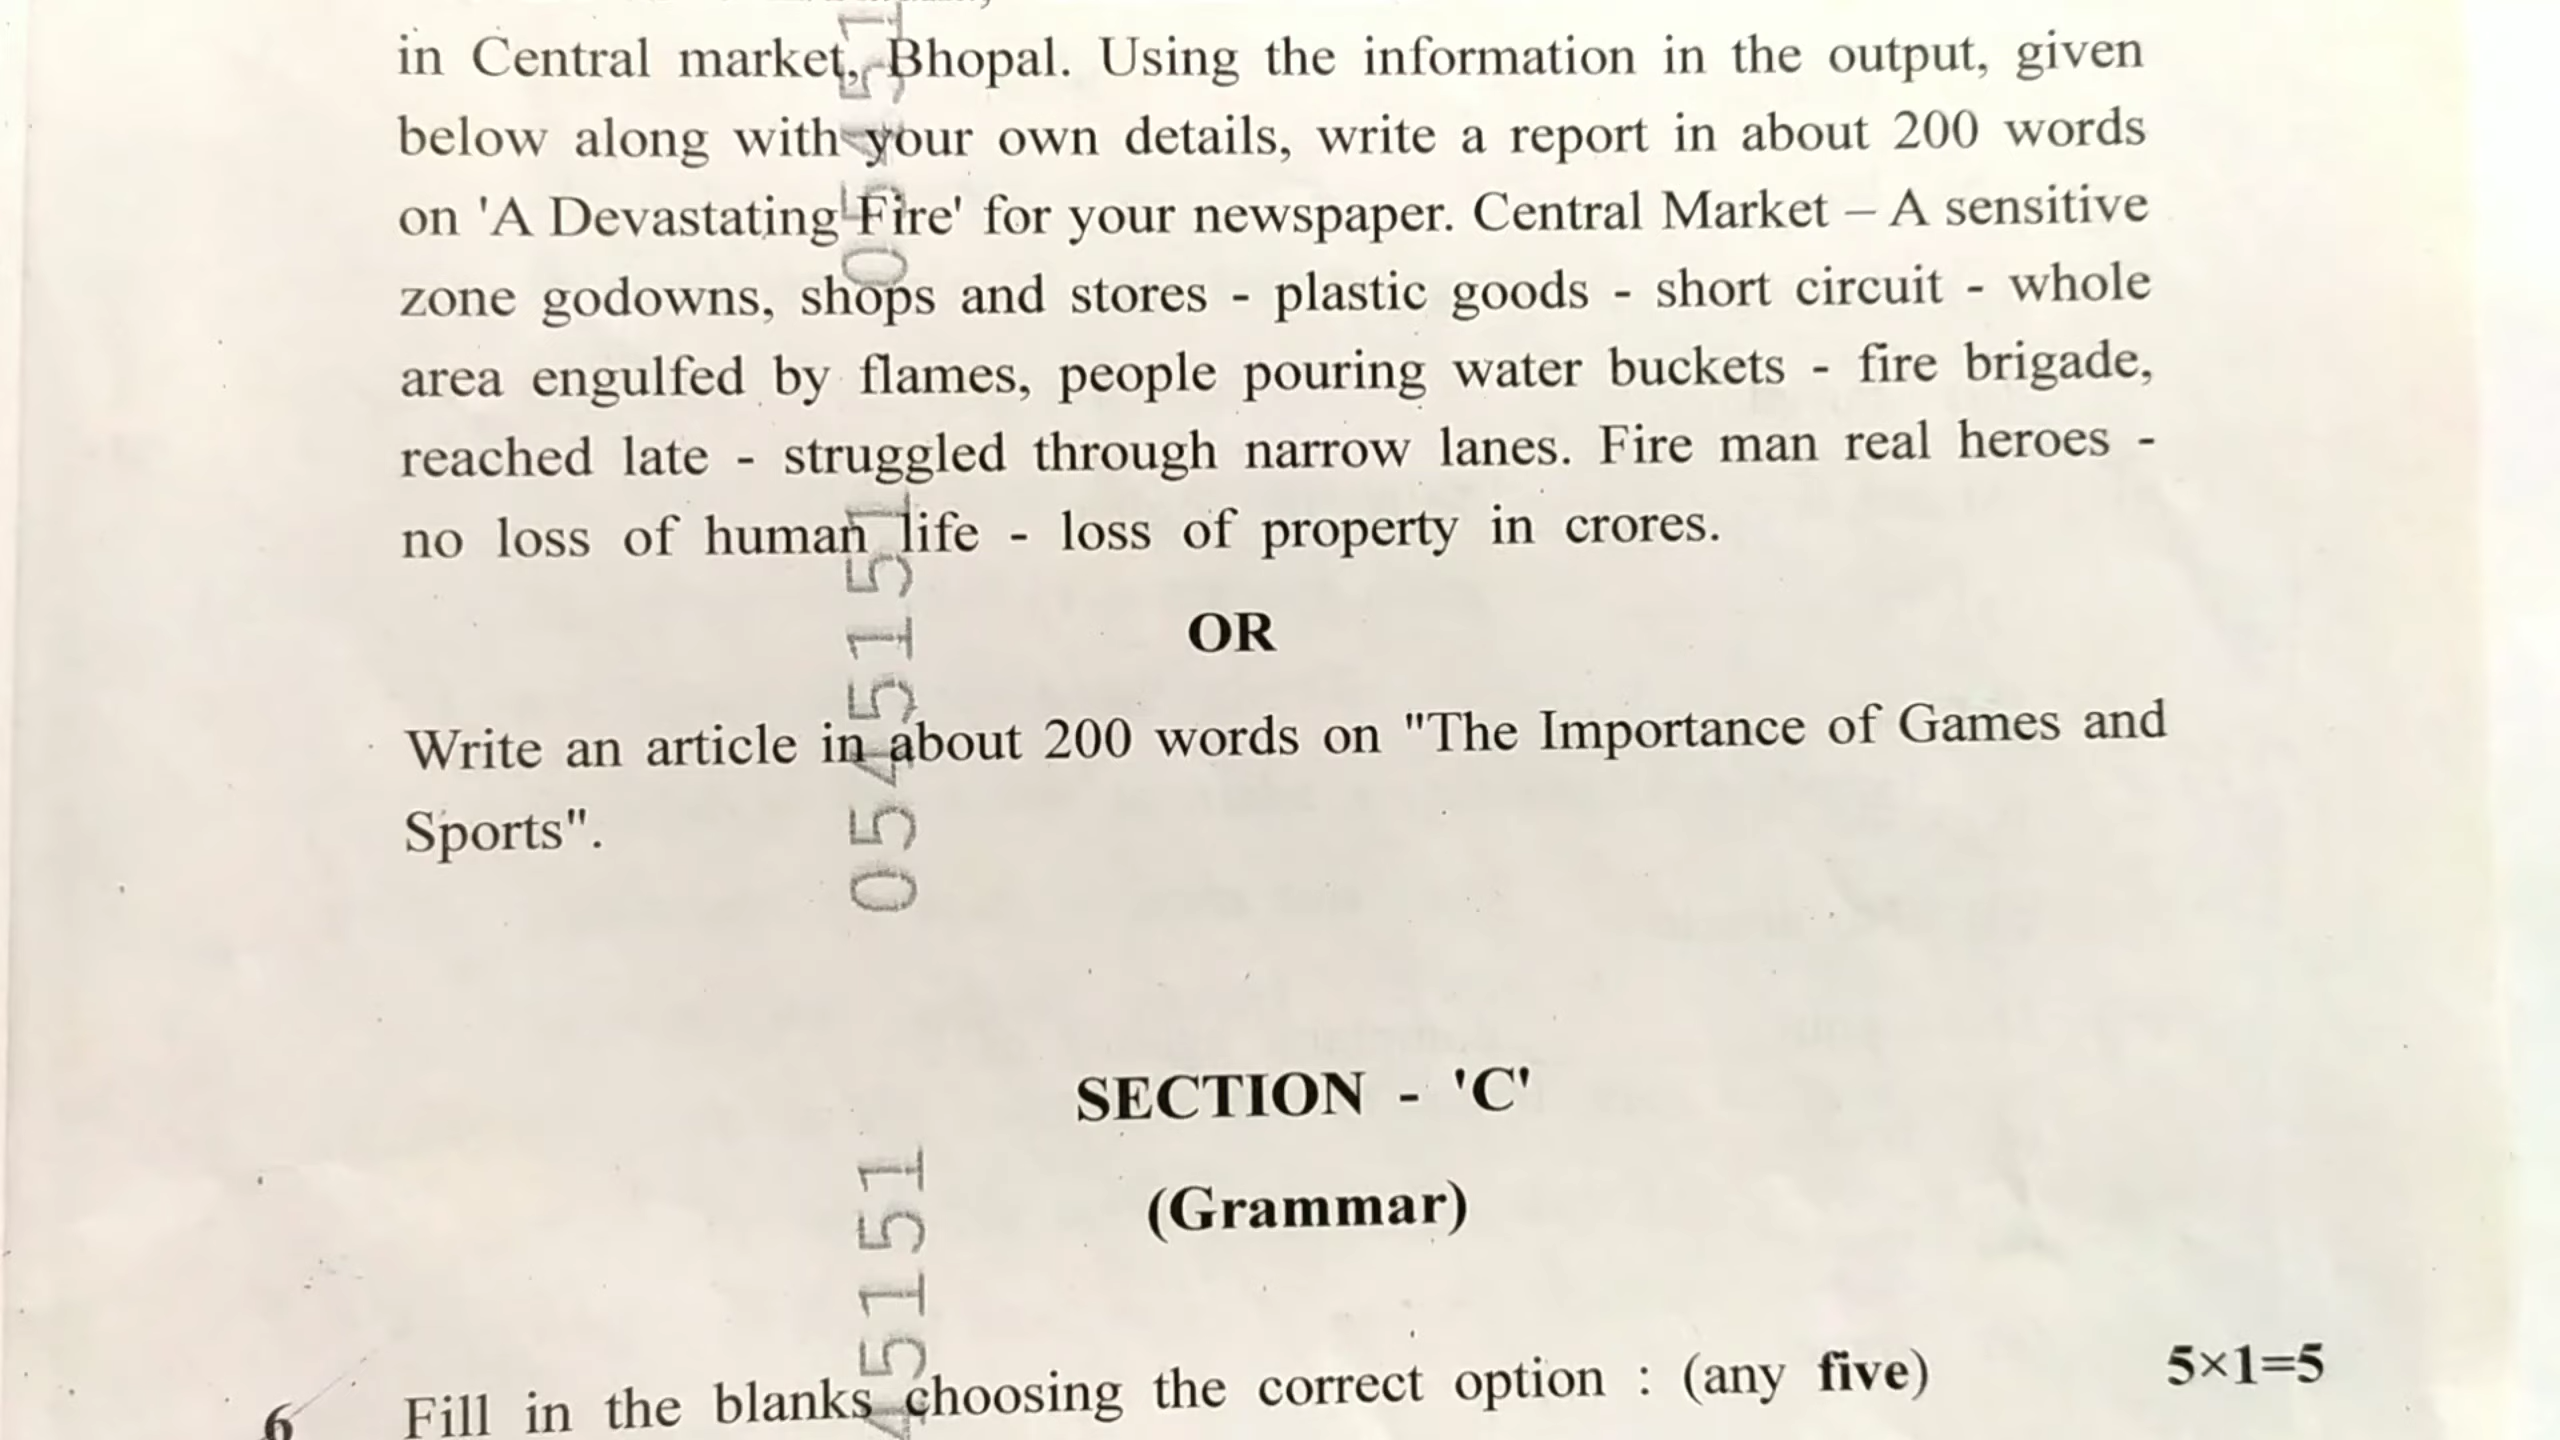 in Central market, Bhopal. Using the information in the output, given
below along with your own details, write a report in about 200 words
on 'A Devastating Fire' for your newspaper. Central Market – A sensitive
zone godowns, shops and stores - plastic goods - short circuit - whole
area engulfed by flames, people pouring water buckets - fire brigade,
reached late - struggled through narrow lanes. Fire man real heroes -
no loss of human life - loss of property in crores.
OR
Write an article in about 200 words on "The Importance of Games and
Sports".
0545151
SECTION - 'C'
(Grammar)
6 Fill in the blanks choosing the correct option : (any five) 5×1=5